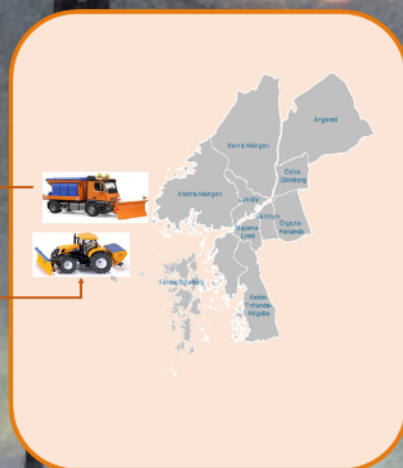 Angered
Norra Hisingen
Östra
Göteborg
Västra Hisingen
Lundby
Centrum
Örgryte-
Härlanda
Majorna-
Linné
Västra Göteborg
Askim-
Frölunda-
Högsbo